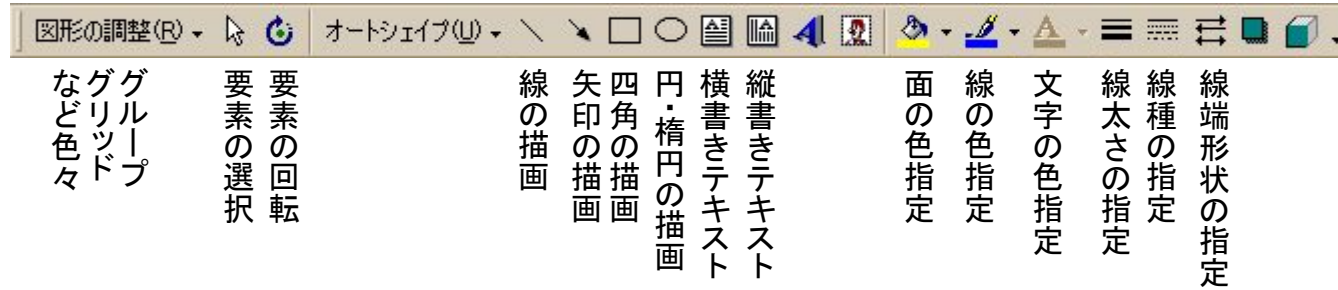 図形の調整(R)
オートシェイプ(U)
グループ
グリッド
など色々
要素の選択
要素の回転
線の描画
矢印の描画
四角の描画
円・楕円の描画
横書きテキスト
縦書きテキスト
面の色指定
線の色指定
文字の色指定
線太さの指定
線種の指定
線端形状の指定